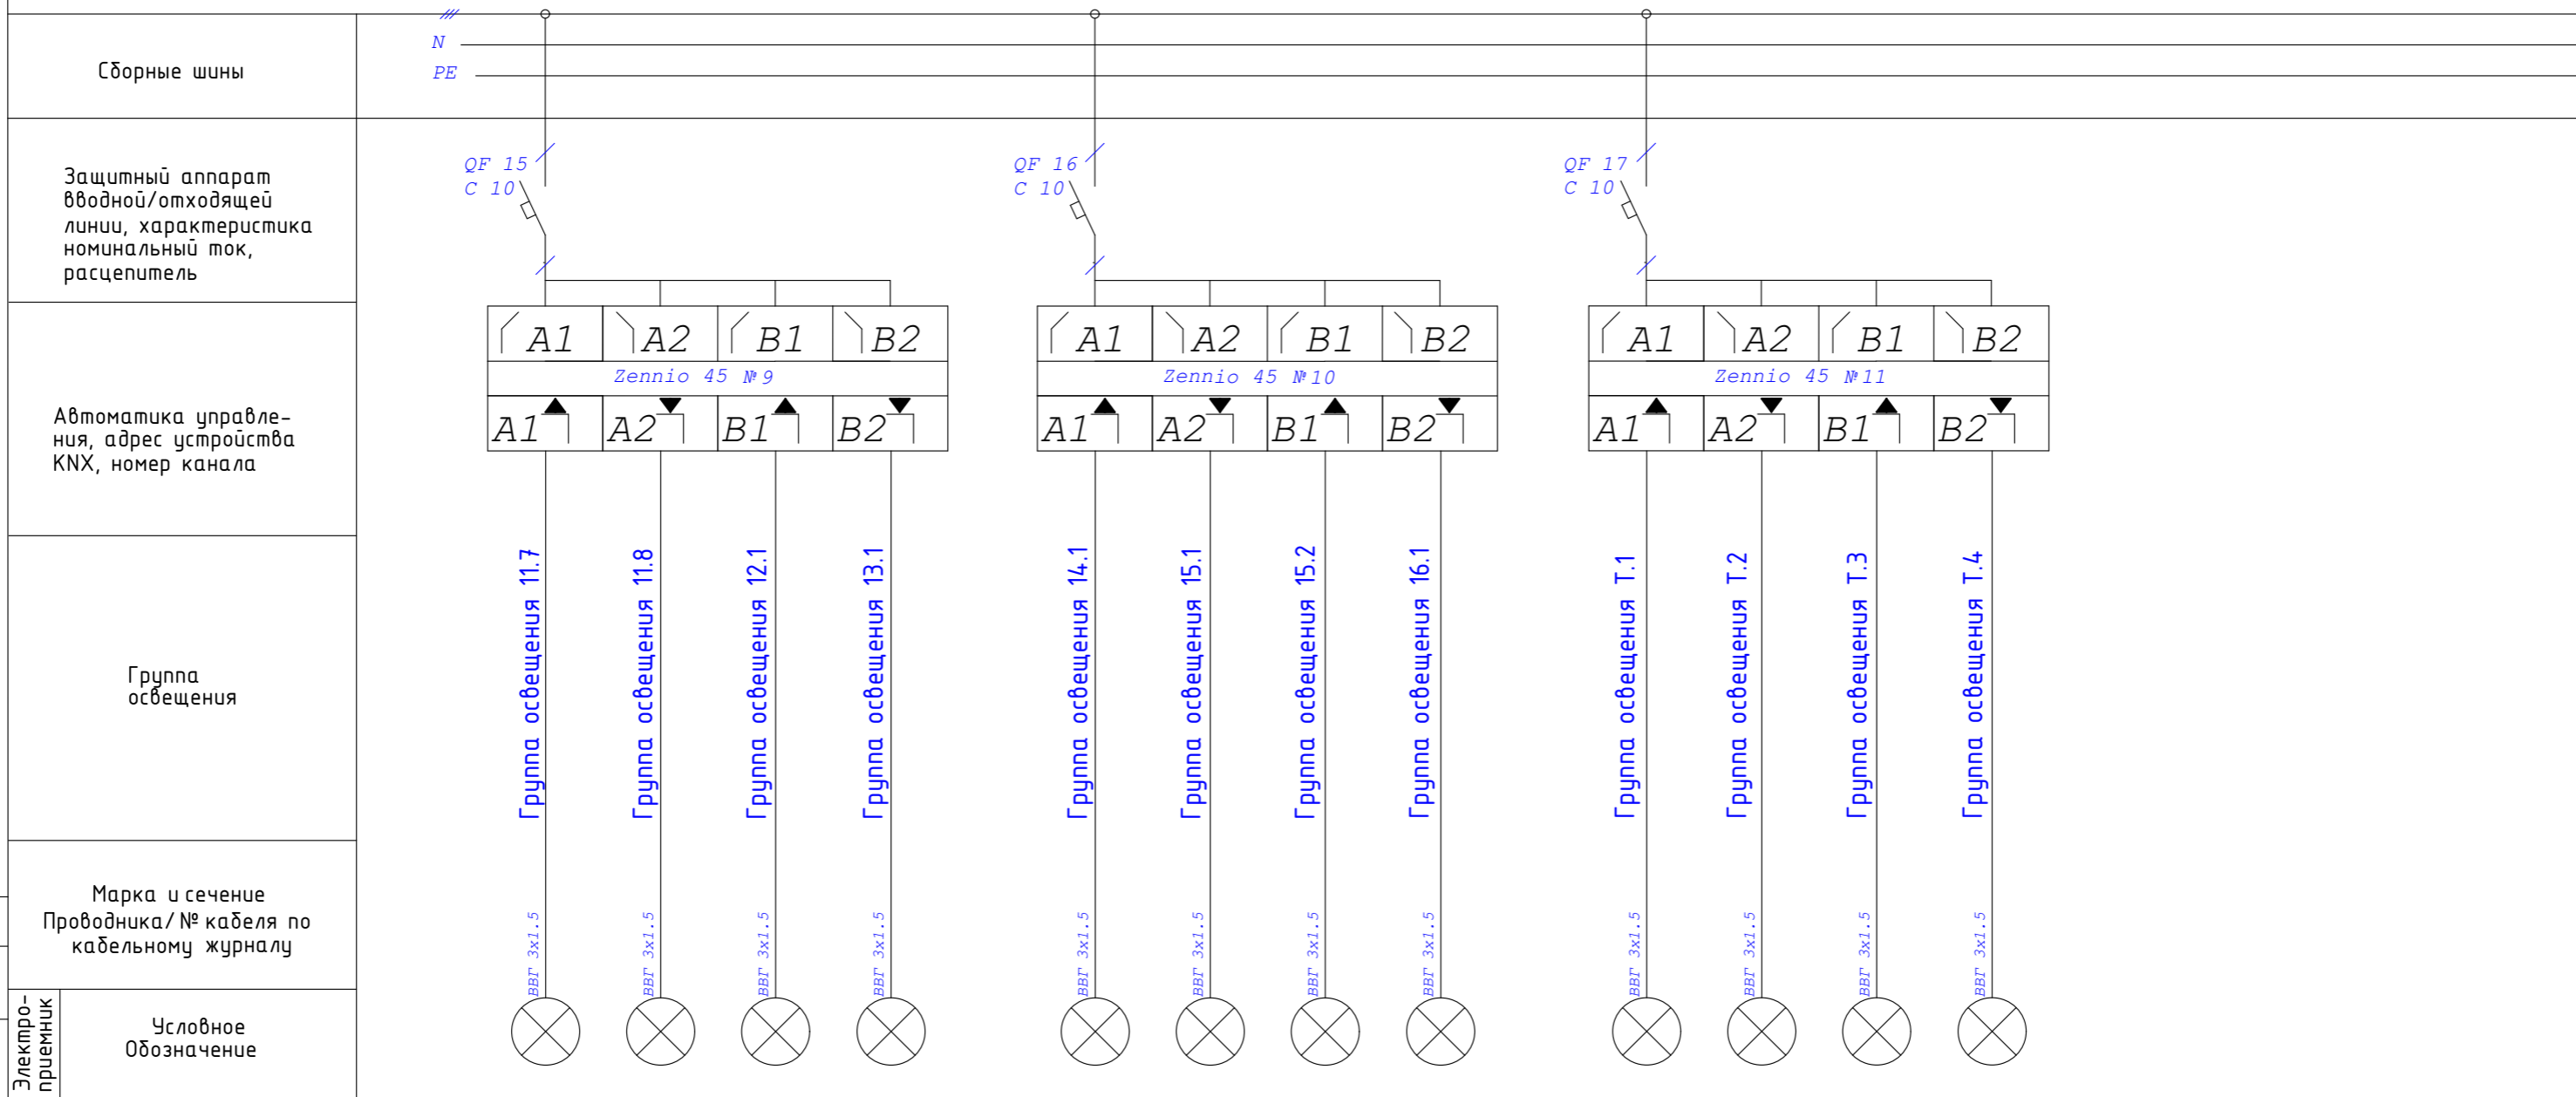 Сборные шины
N
PE
Защитный аппарат
вводной/отходящей
линии, характеристика
номинальный ток,
расцепитель
QF 15
C 10
QF 16
C 10
QF 17
C 10
Автоматика управле-
ния, адрес устройства
KNX, номер канала
A1 A2 B1 B2
Zennio 45 №9
A1 A2 B1 B2
A1 A2 B1 B2
Zennio 45 №10
A1 A2 B1 B2
A1 A2 B1 B2
Zennio 45 №11
A1 A2 B1 B2
Группа
освещения
Группа освещения 11.7
Группа освещения 11.8
Группа освещения 12.1
Группа освещения 13.1
Группа освещения 14.1
Группа освещения 15.1
Группа освещения 15.2
Группа освещения 16.1
Группа освещения Т.1
Группа освещения Т.2
Группа освещения Т.3
Группа освещения Т.4
Марка и сечение
Проводника/№ кабеля по
кабельному журналу
ВВГ 3x1.5
ВВГ 3x1.5
ВВГ 3x1.5
ВВГ 3x1.5
ВВГ 3x1.5
ВВГ 3x1.5
ВВГ 3x1.5
ВВГ 3x1.5
ВВГ 3x1.5
ВВГ 3x1.5
ВВГ 3x1.5
ВВГ 3x1.5
Электро-
приемник
Условное
Обозначение